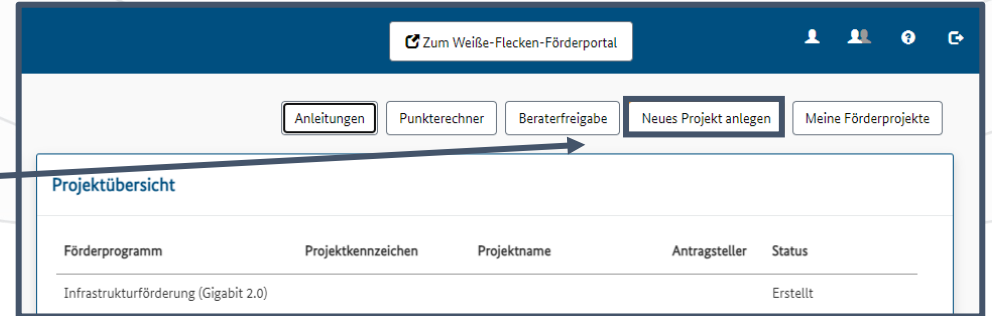 Zum Weiße-Flecken-Förderportal
Anleitungen Punkterechner Beraterfreigabe Neues Projekt anlegen Meine Förderprojekte
Projektübersicht
Förderprogramm Projektkennzeichen Projektname Antragsteller Status
Infrastrukturförderung (Gigabit 2.0) Erstellt